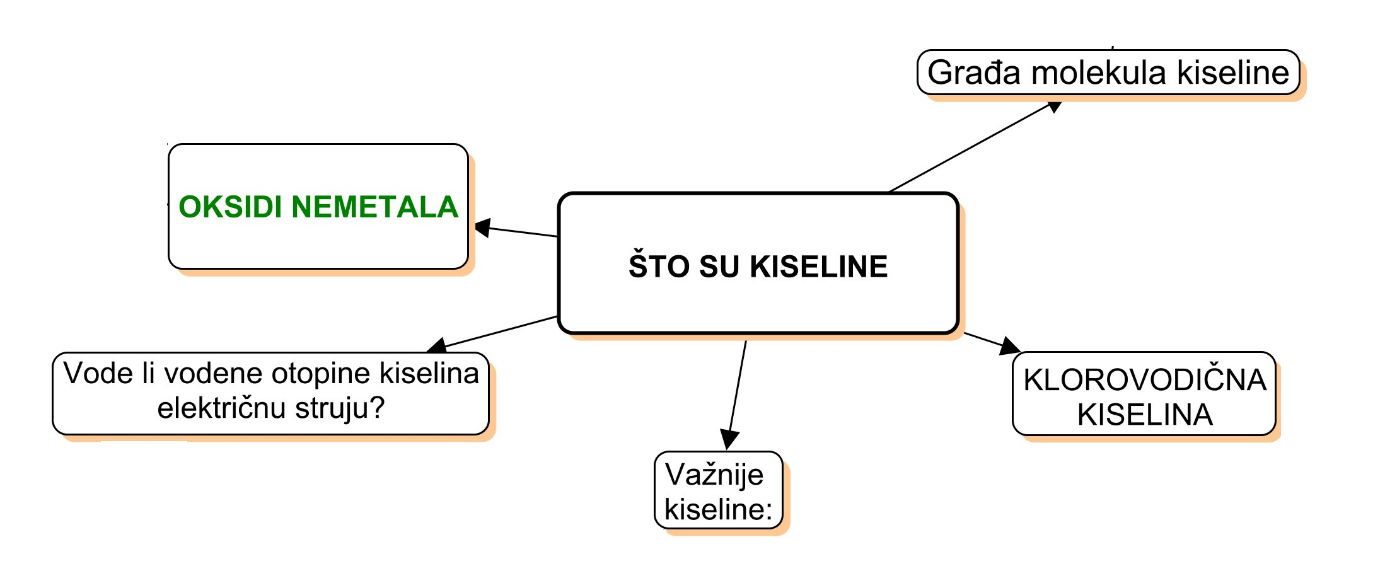 Građa molekula kiseline
OKSIDI NEMETALA
ŠTO SU KISELINE
Vode li vodene otopine kiselina
električnu struju?
KLOROVODIČNA
KISELINA
Važnije
kiseline: